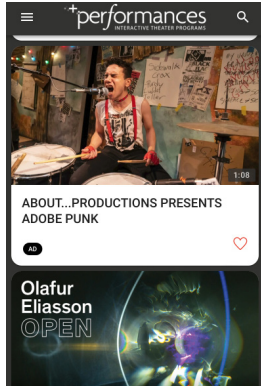 +performances
INTERACTIVE THEATER PROGRAMS
1:08
ABOUT...PRODUCTIONS PRESENTS
ADOBE PUNK
AD
Olafur
Eliasson
OPEN